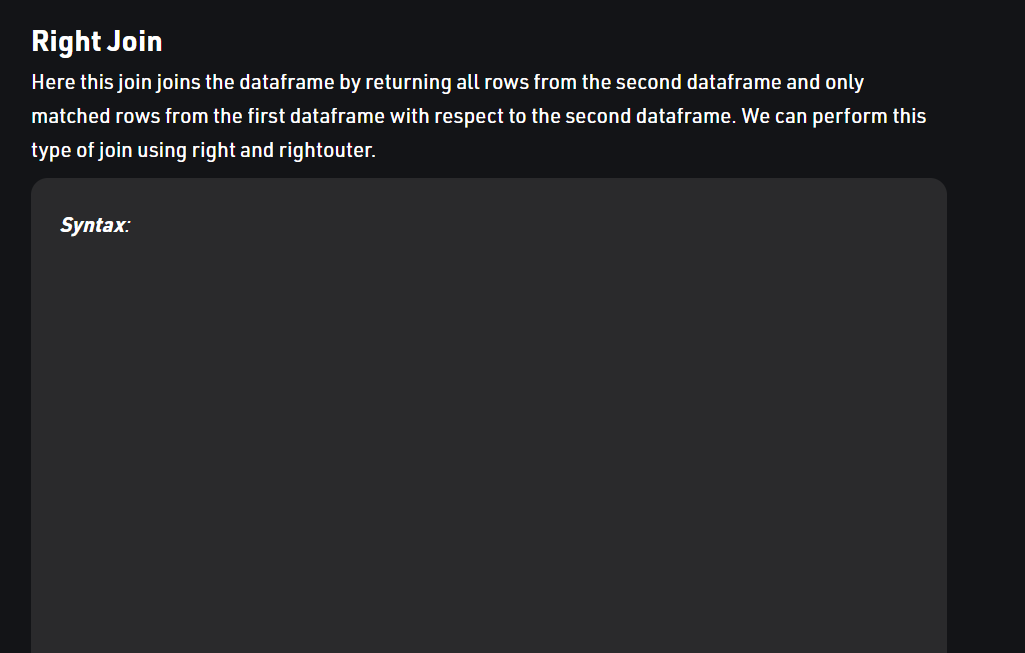 Right Join
Here this join joins the dataframe by returning all rows from the second dataframe and only
matched rows from the first dataframe with respect to the second dataframe. We can perform this
type of join using right and rightouter.
Syntax: